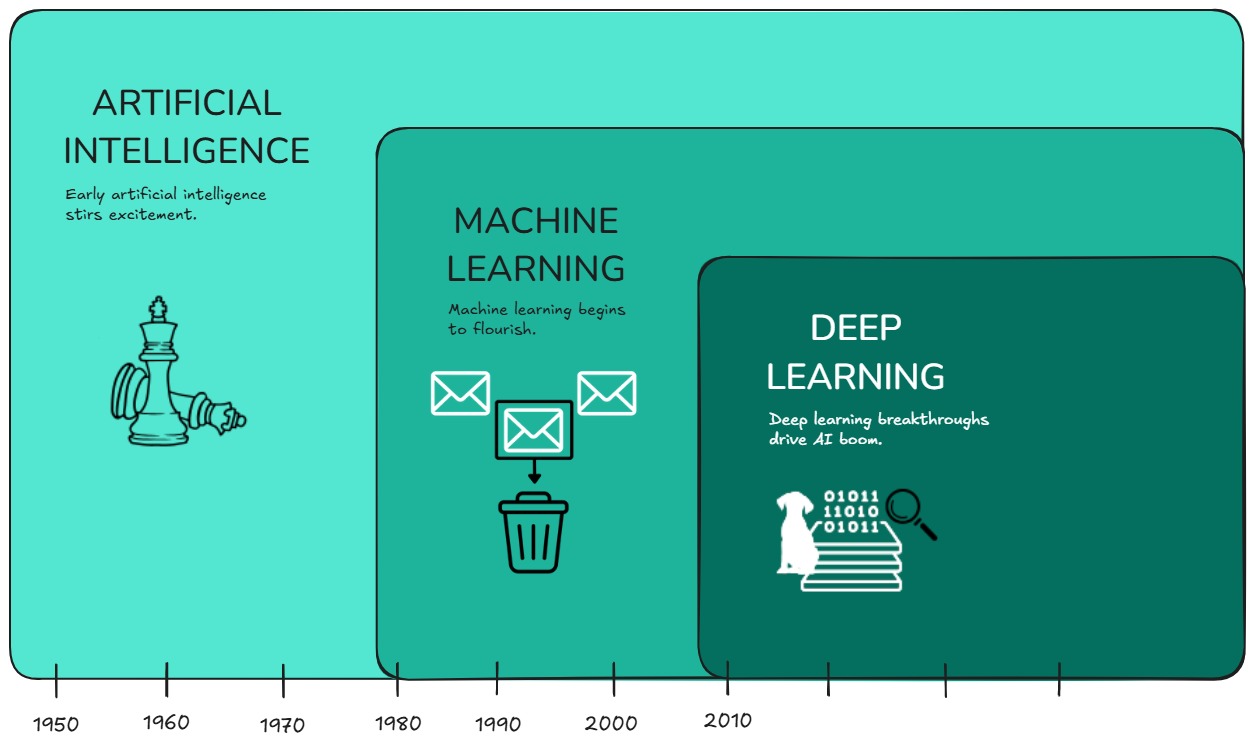 ARTIFICIAL
INTELLIGENCE
Early artificial intelligence
stirs excitement.
MACHINE
LEARNING
Machine learning begins
to flourish.
DEEP
LEARNING
Deep learning breakthroughs
drive AI boom.
01011
11010
01011
1950 1960 1970 1980 1990 2000 2010